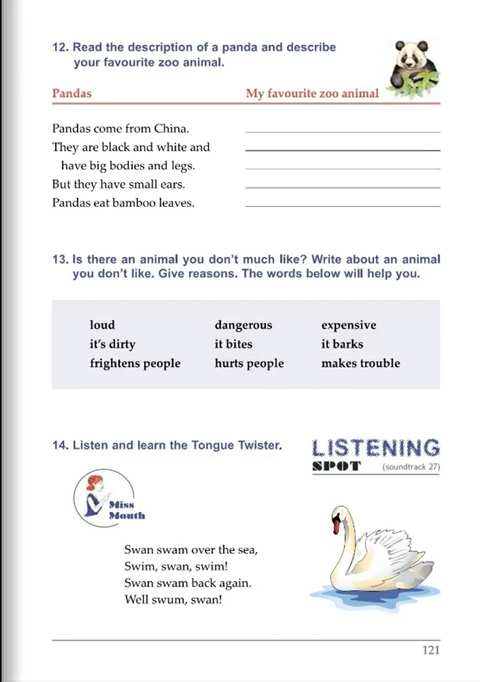 12. Read the description of a panda and describe
your favourite zoo animal.
Pandas
My favourite zoo animal
Pandas come from China.
They are black and white and
have big bodies and legs.
But they have small ears.
Pandas eat bamboo leaves.
13. Is there an animal you don't much like? Write about an animal
you don't like. Give reasons. The words below will help you.
loud dangerous expensive
it's dirty it bites it barks
frightens people hurts people makes trouble
14. Listen and learn the Tongue Twister.
LISTENING
SPOT (soundtrack 27)
Miss
Mouth
Swan swam over the sea,
Swim, swan, swim!
Swan swam back again.
Well swum, swan!
121